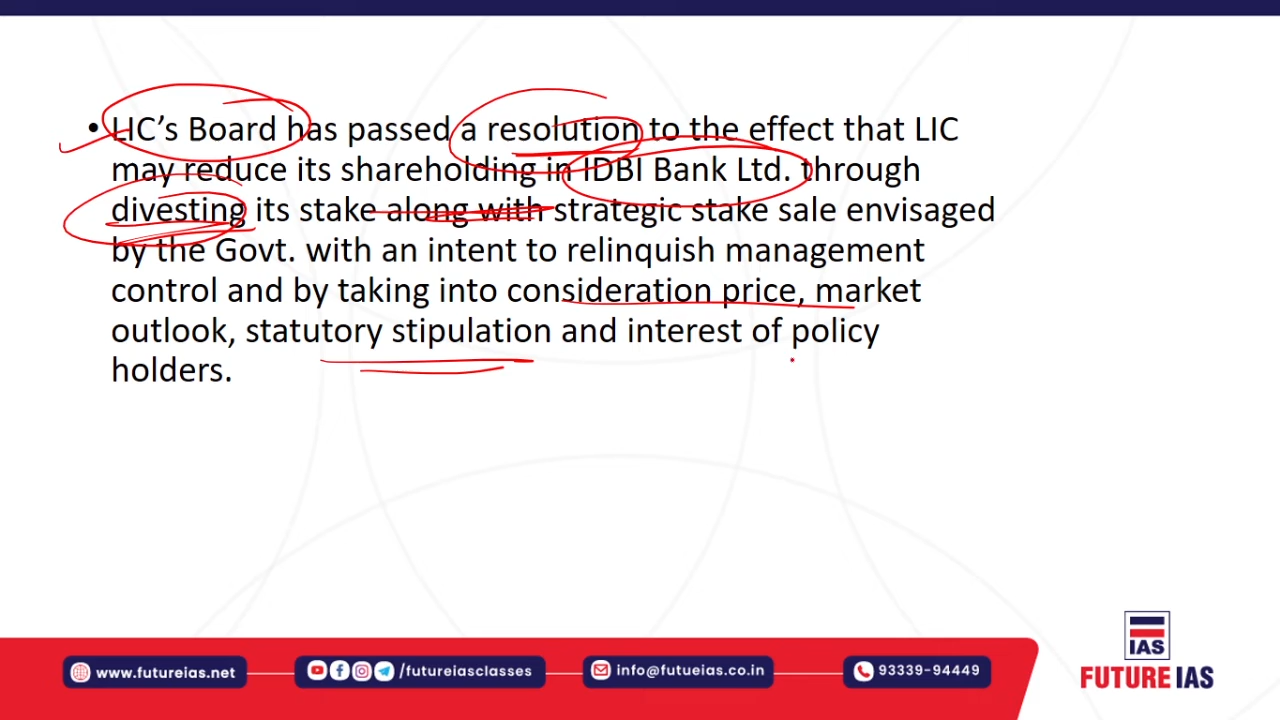 • LIC’s Board has passed a resolution to the effect that LIC
may reduce its shareholding in IDBI Bank Ltd. through
divesting its stake along with strategic stake sale envisaged
by the Govt. with an intent to relinquish management
control and by taking into consideration price, market
outlook, statutory stipulation and interest of policy
holders.
IAS
FUTURE IAS
www.futureias.net
/futureiasclasses
info@futueias.co.in
93339-94449